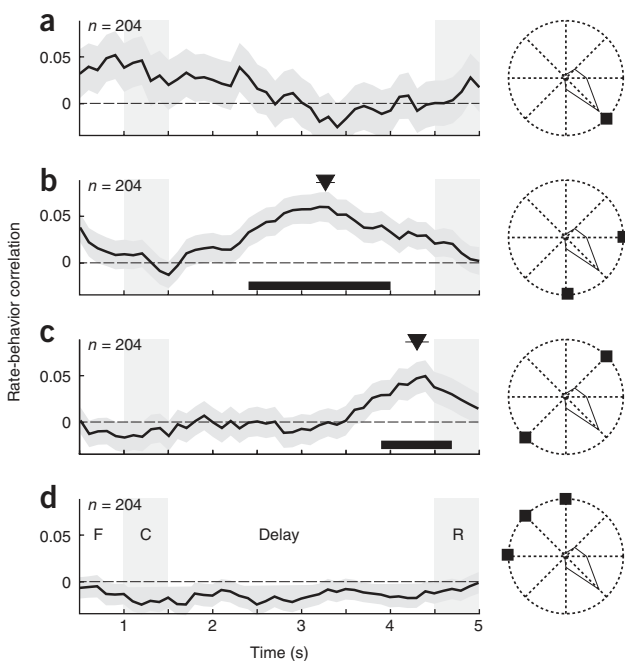 a
n = 204
0.05
0
b
n = 204
0.05
0
Rate-behavior correlation
c
n = 204
0.05
0
d
n = 204
F C Delay R
0.05
0
1 2 3 4 5
Time (s)